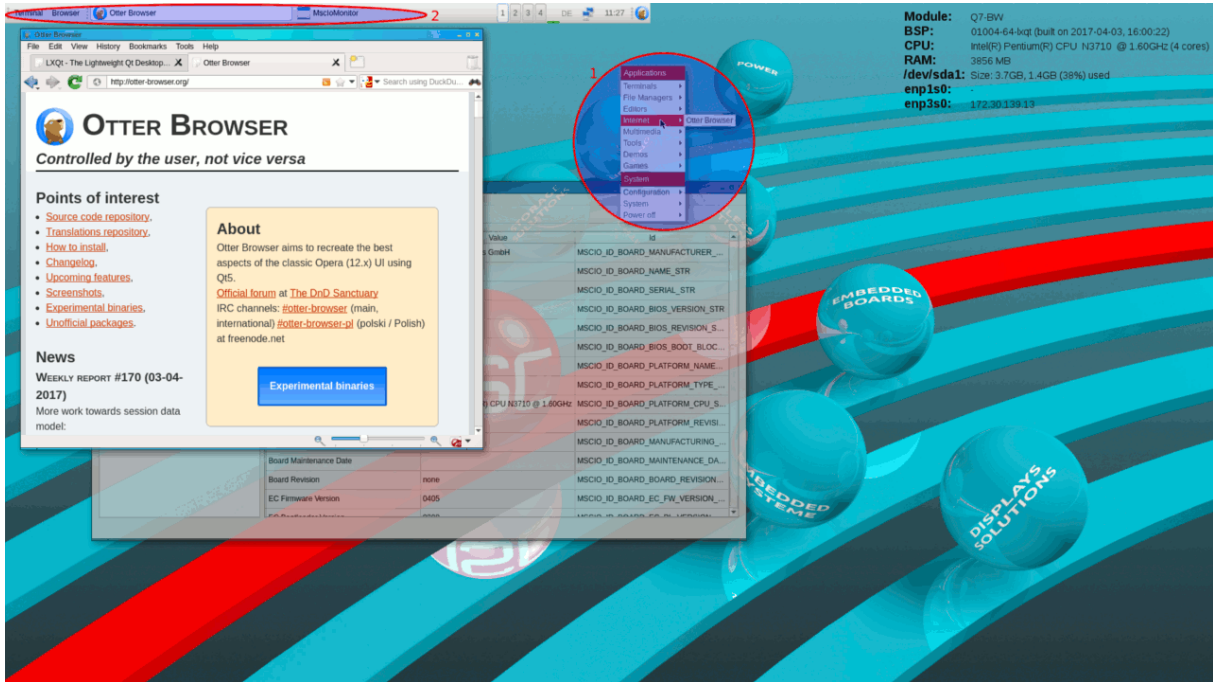 Terminal Browser Otter Browser MscIoMonitor 2 1 2 3 4 DE 11:27
Module: Q7-BW
BSP: 01004-64-lxqt (built on 2017-04-03, 16:00:22)
CPU: Intel(R) Pentium(R) CPU N3710 @ 1.60GHz (4 cores)
RAM: 3856 MB
/dev/sda1: Size: 3.7GB, 1.4GB (38%) used
enp1s0: -
enp3s0: 172.30.139.13
Otter Browser
File Edit View History Bookmarks Tools Help
LXQt - The Lightweight Qt Desktop... X Otter Browser X
http://otter-browser.org/ Search using DuckDu...
OTTER BROWSER
Controlled by the user, not vice versa
Points of interest
Source code repository,
Translations repository,
How to install,
Changelog,
Upcoming features,
Screenshots,
Experimental binaries,
Unofficial packages.
News
WEEKLY REPORT #170 (03-04-
2017)
More work towards session data
model:
About
Otter Browser aims to recreate the best
aspects of the classic Opera (12.x) UI using
Qt5.
Official forum at The DnD Sanctuary
IRC channels: #otter-browser (main,
international) #otter-browser-pl (polski / Polish)
at freenode.net
Experimental binaries
1
Applications
Terminals
File Managers
Editors
Internet Otter Browser
Multimedia
Tools
Demos
Games
System
Configuration
System
Power off
Value Id
GmbH MSCIO_ID_BOARD_MANUFACTURER_...
MSCIO_ID_BOARD_NAME_STR
MSCIO_ID_BOARD_SERIAL_STR
MSCIO_ID_BOARD_BIOS_VERSION_STR
MSCIO_ID_BOARD_BIOS_REVISION_S...
MSCIO_ID_BOARD_BIOS_BOOT_BLOC...
MSCIO_ID_BOARD_PLATFORM_NAME...
MSCIO_ID_BOARD_PLATFORM_TYPE_...
CPU N3710 @ 1.60GHz MSCIO_ID_BOARD_PLATFORM_CPU_S...
MSCIO_ID_BOARD_PLATFORM_REVISI...
MSCIO_ID_BOARD_MANUFACTURING_...
Board Maintenance Date MSCIO_ID_BOARD_MAINTENANCE_DA...
Board Revision none MSCIO_ID_BOARD_BOARD_REVISION...
EC Firmware Version 0405 MSCIO_ID_BOARD_EC_FW_VERSION_...
POWER
EMBEDDED
BOARDS
EMBEDDED
SYSTEME
DISPLAYS
SOLUTIONS